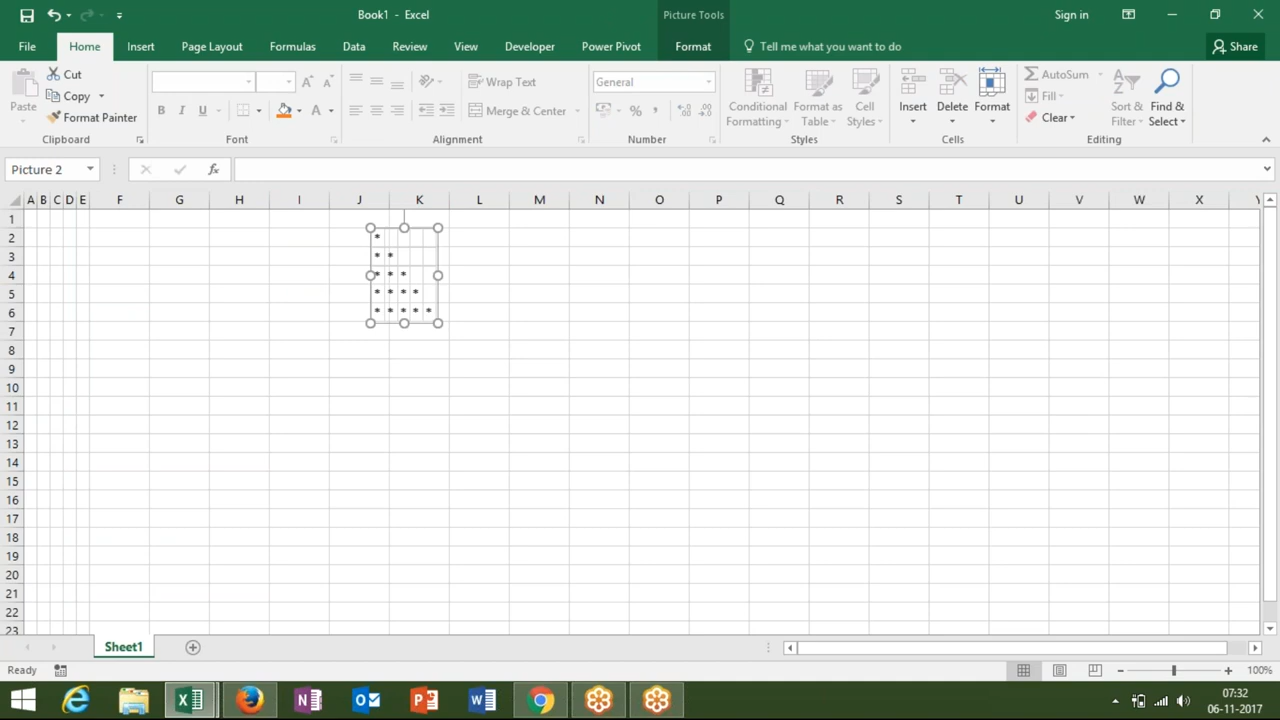 Book1 - Excel
Picture Tools
Sign in
File Home Insert Page Layout Formulas Data Review View Developer Power Pivot Format Tell me what you want to do Share
Paste
Cut
Copy
Format Painter
Clipboard
B I U A
Font
Wrap Text
Merge & Center
Alignment
General
%
Number
Conditional Formatting
Format as Table
Cell Styles
Styles
Insert Delete Format
Cells
AutoSum
Fill
Clear
Sort & Filter
Find & Select
Editing
Picture 2
fx
A B C D E F G H I J K L M N O P Q R S T U V W X Y
1
2 *
3 * *
4 * * *
5 * * * *
6 * * * * *
7
8
9
10
11
12
13
14
15
16
17
18
19
20
21
22
23
Sheet1
Ready
100%
07:32
06-11-2017